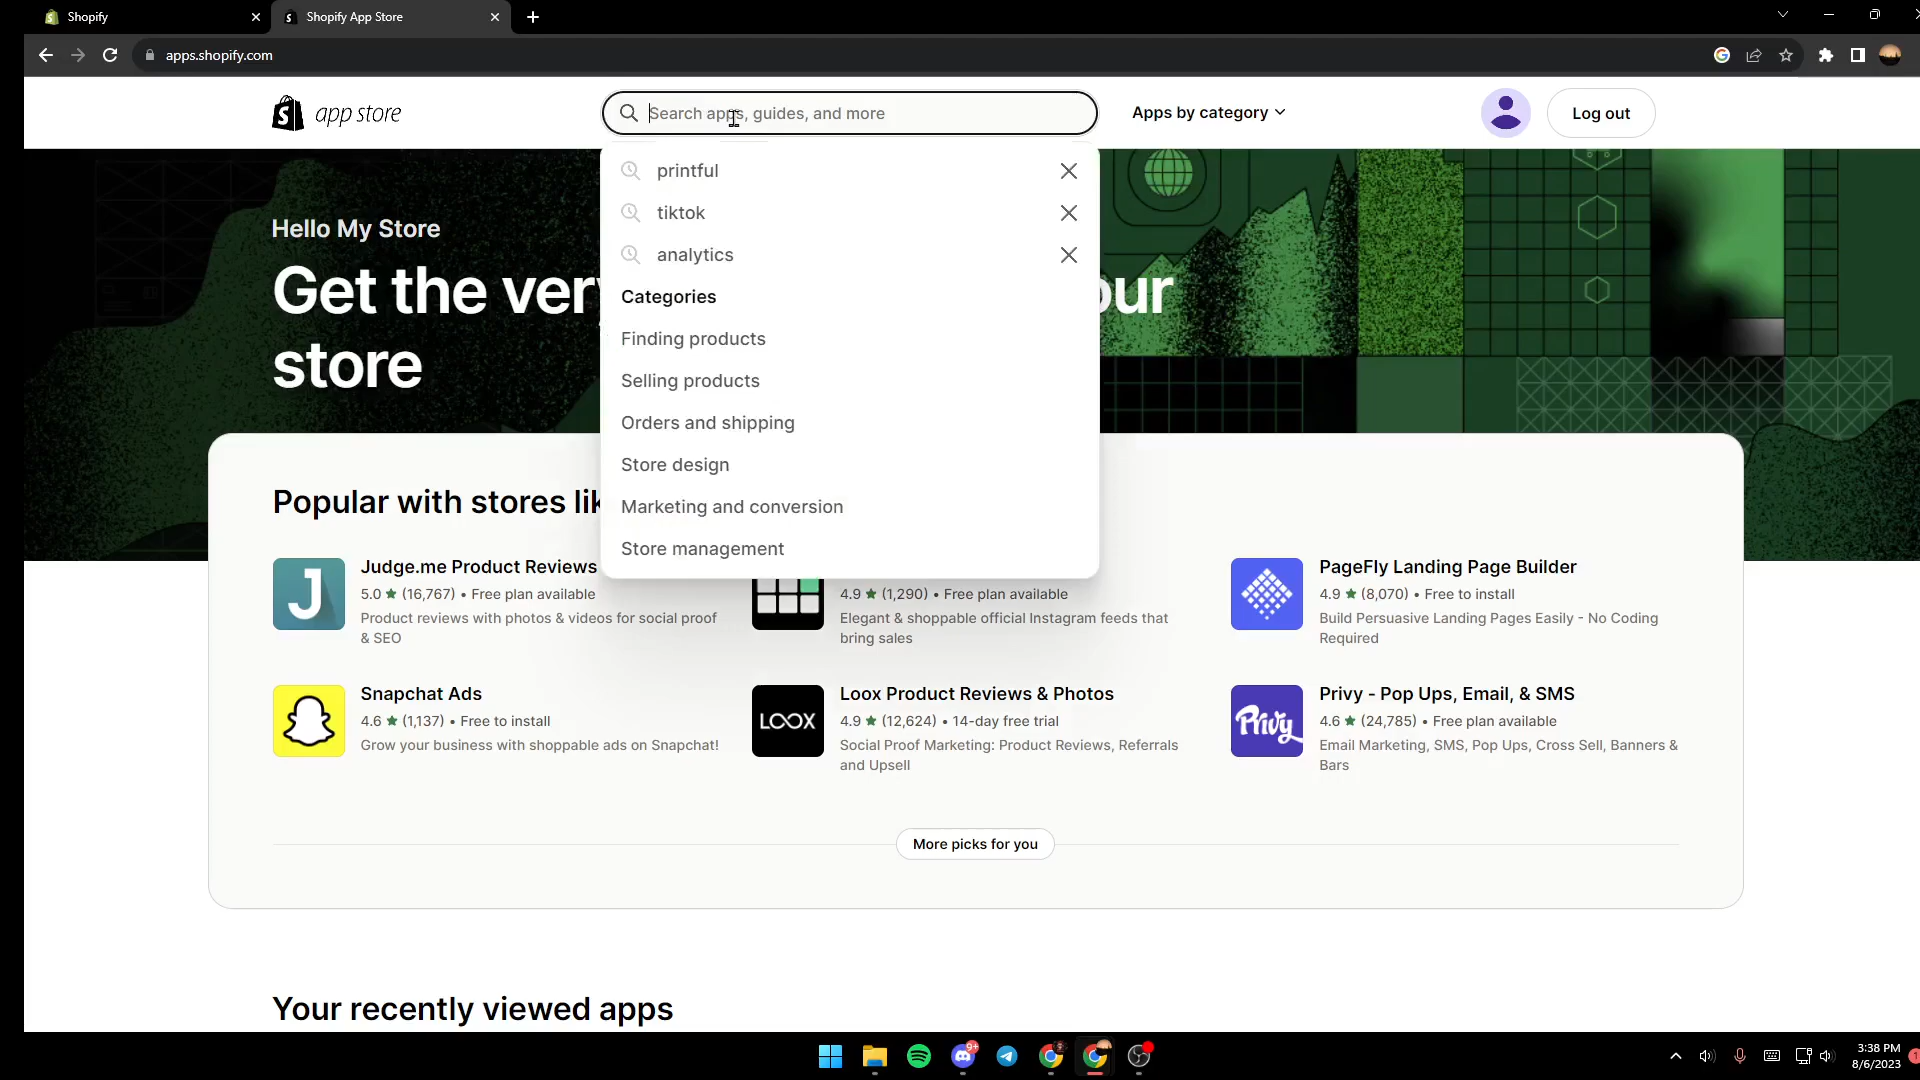 Shopify
Shopify App Store
apps.shopify.com
app store
Search apps, guides, and more
Apps by category
Log out
printful
tiktok
analytics
Categories
Finding products
Selling products
Orders and shipping
Store design
Marketing and conversion
Store management
Hello My Store
Get the very our
store
Popular with stores lik
Judge.me Product Reviews
5.0 ★ (16,767) • Free plan available
Product reviews with photos & videos for social proof
& SEO
4.9 ★ (1,290) • Free plan available
Elegant & shoppable official Instagram feeds that
bring sales
PageFly Landing Page Builder
4.9 ★ (8,070) • Free to install
Build Persuasive Landing Pages Easily - No Coding
Required
Snapchat Ads
4.6 ★ (1,137) • Free to install
Grow your business with shoppable ads on Snapchat!
LOOX
Loox Product Reviews & Photos
4.9 ★ (12,624) • 14-day free trial
Social Proof Marketing: Product Reviews, Referrals
and Upsell
Privy
Privy - Pop Ups, Email, & SMS
4.6 ★ (24,785) • Free plan available
Email Marketing, SMS, Pop Ups, Cross Sell, Banners &
Bars
More picks for you
Your recently viewed apps
9+
3:38 PM
8/6/2023
1